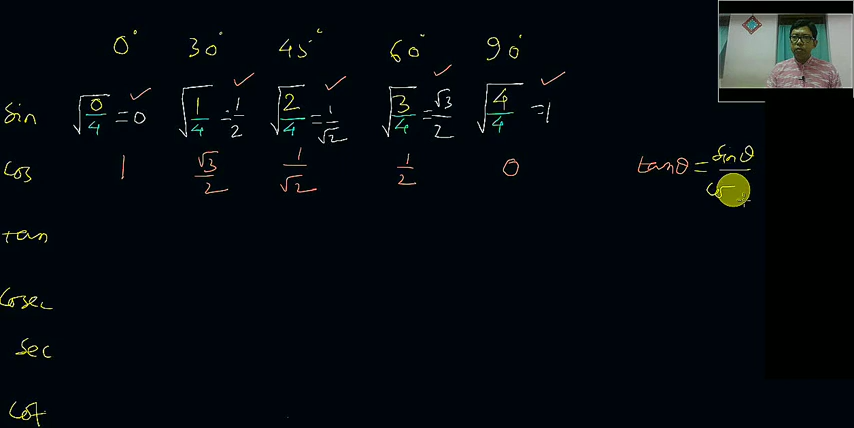 0° 30° 45° 60° 90°
sin √(0/4) = 0 √(1/4) = 1/2 √(2/4) = 1/√2 √(3/4) = √3/2 √(4/4) = 1
cos 1 √3/2 1/√2 1/2 0 tanθ = sinθ/cos
tan
cosec
sec
cot